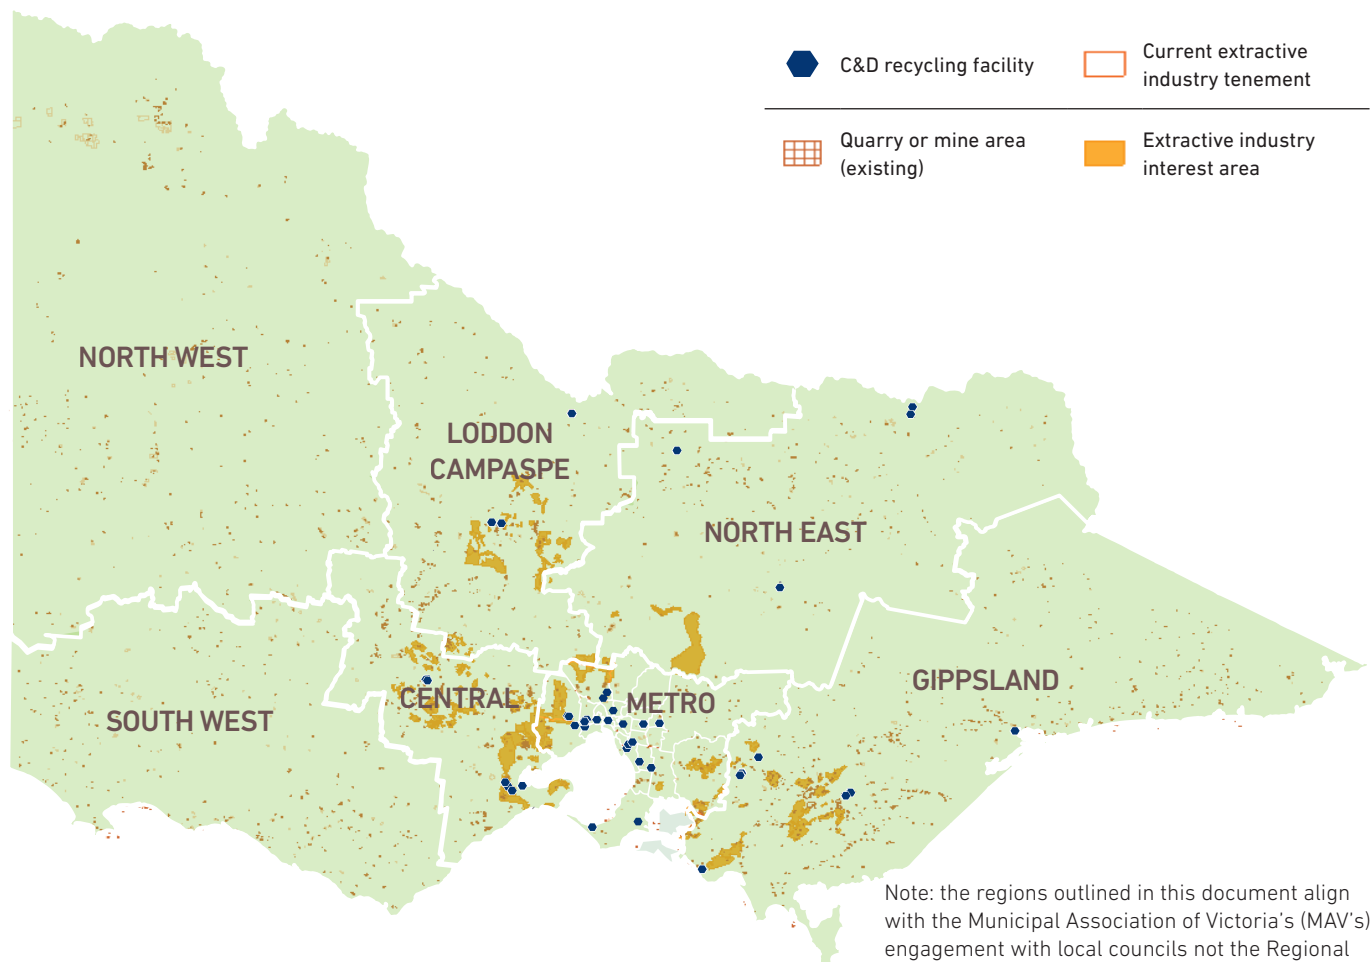 C&D recycling facility
Current extractive
industry tenement
Quarry or mine area
(existing)
Extractive industry
interest area
NORTH WEST
LODDON
CAMPASPE
NORTH EAST
GIPPSLAND
CENTRAL
METRO
SOUTH WEST
Note: the regions outlined in this document align
with the Municipal Association of Victoria’s (MAV’s)
engagement with local councils not the Regional